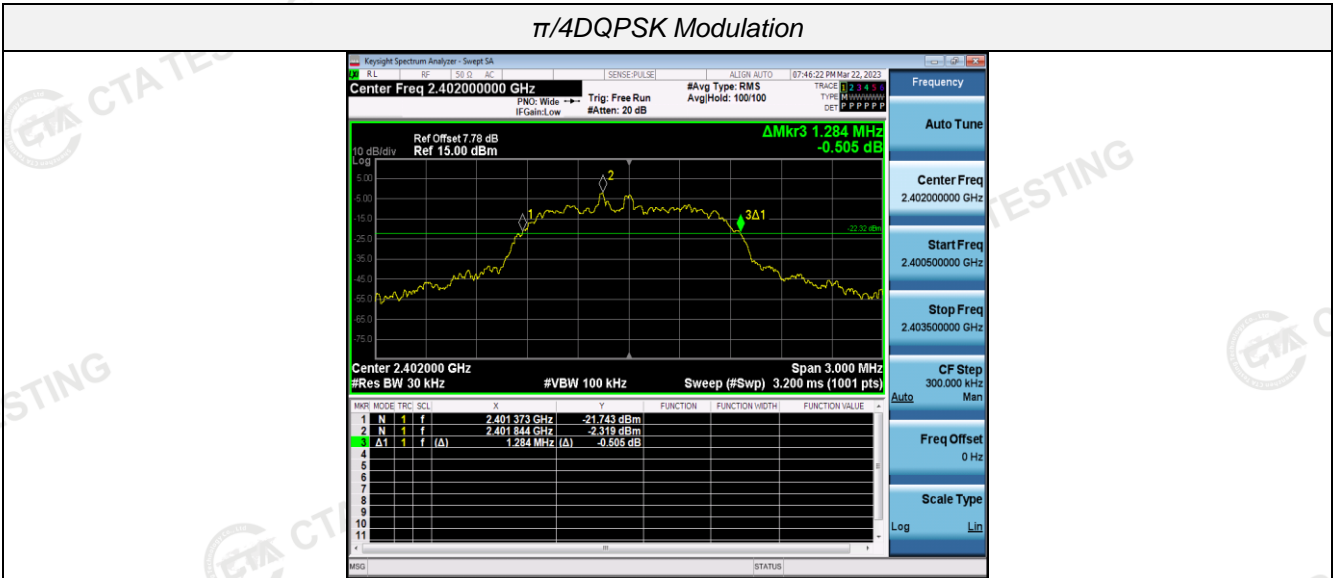 π/4DQPSK Modulation
CTA TESTING
Keysight Spectrum Analyzer - Swept SA
RL RF 50 Ω AC SENSE:PULSE ALIGN AUTO 07:46:22 PM Mar 22, 2023
Center Freq 2.402000000 GHz
PNO: Wide
IFGain:Low
Trig: Free Run
#Atten: 20 dB
#Avg Type: RMS
Avg|Hold: 100/100
TRACE 1 2 3 4 5 6
TYPE M WWWWW
DET P P P P P P
Ref Offset 7.78 dB
10 dB/div Ref 15.00 dBm
Log
ΔMkr3 1.284 MHz
-0.505 dB
5.00
-5.00
-15.0
-25.0
-35.0
-45.0
-55.0
-65.0
-75.0
1
2
3Δ1
-22.32 dBm
Center 2.402000 GHz Span 3.000 MHz
#Res BW 30 kHz #VBW 100 kHz Sweep (#Swp) 3.200 ms (1001 pts)
MKR MODE TRC SCL X Y FUNCTION FUNCTION WIDTH FUNCTION VALUE
1 N 1 f 2.401 373 GHz -21.743 dBm
2 N 1 f 2.401 844 GHz -2.319 dBm
3 Δ1 1 f (Δ) 1.284 MHz (Δ) -0.505 dB
4
5
6
7
8
9
10
11
MSG STATUS
Frequency
Auto Tune
Center Freq
2.402000000 GHz
Start Freq
2.400500000 GHz
Stop Freq
2.403500000 GHz
CF Step
300.000 kHz
Auto Man
Freq Offset
0 Hz
Scale Type
Log Lin
TESTING
STING
CTA
C